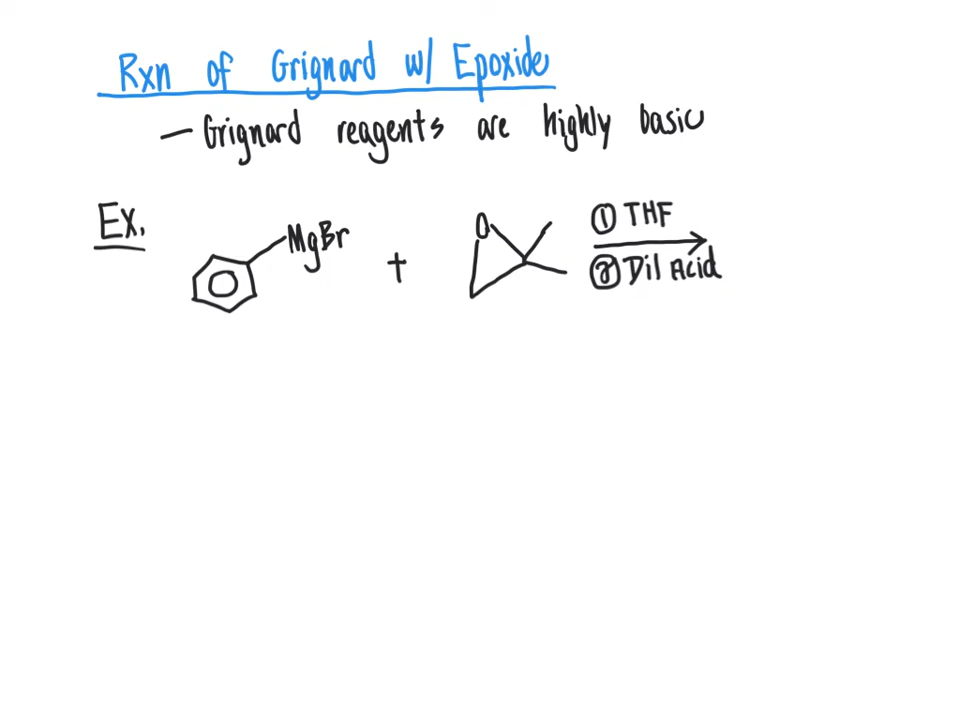 Rxn of Grignard w/ Epoxide
— Grignard reagents are highly basic
Ex.
MgBr
+
O
① THF
② Dil Acid